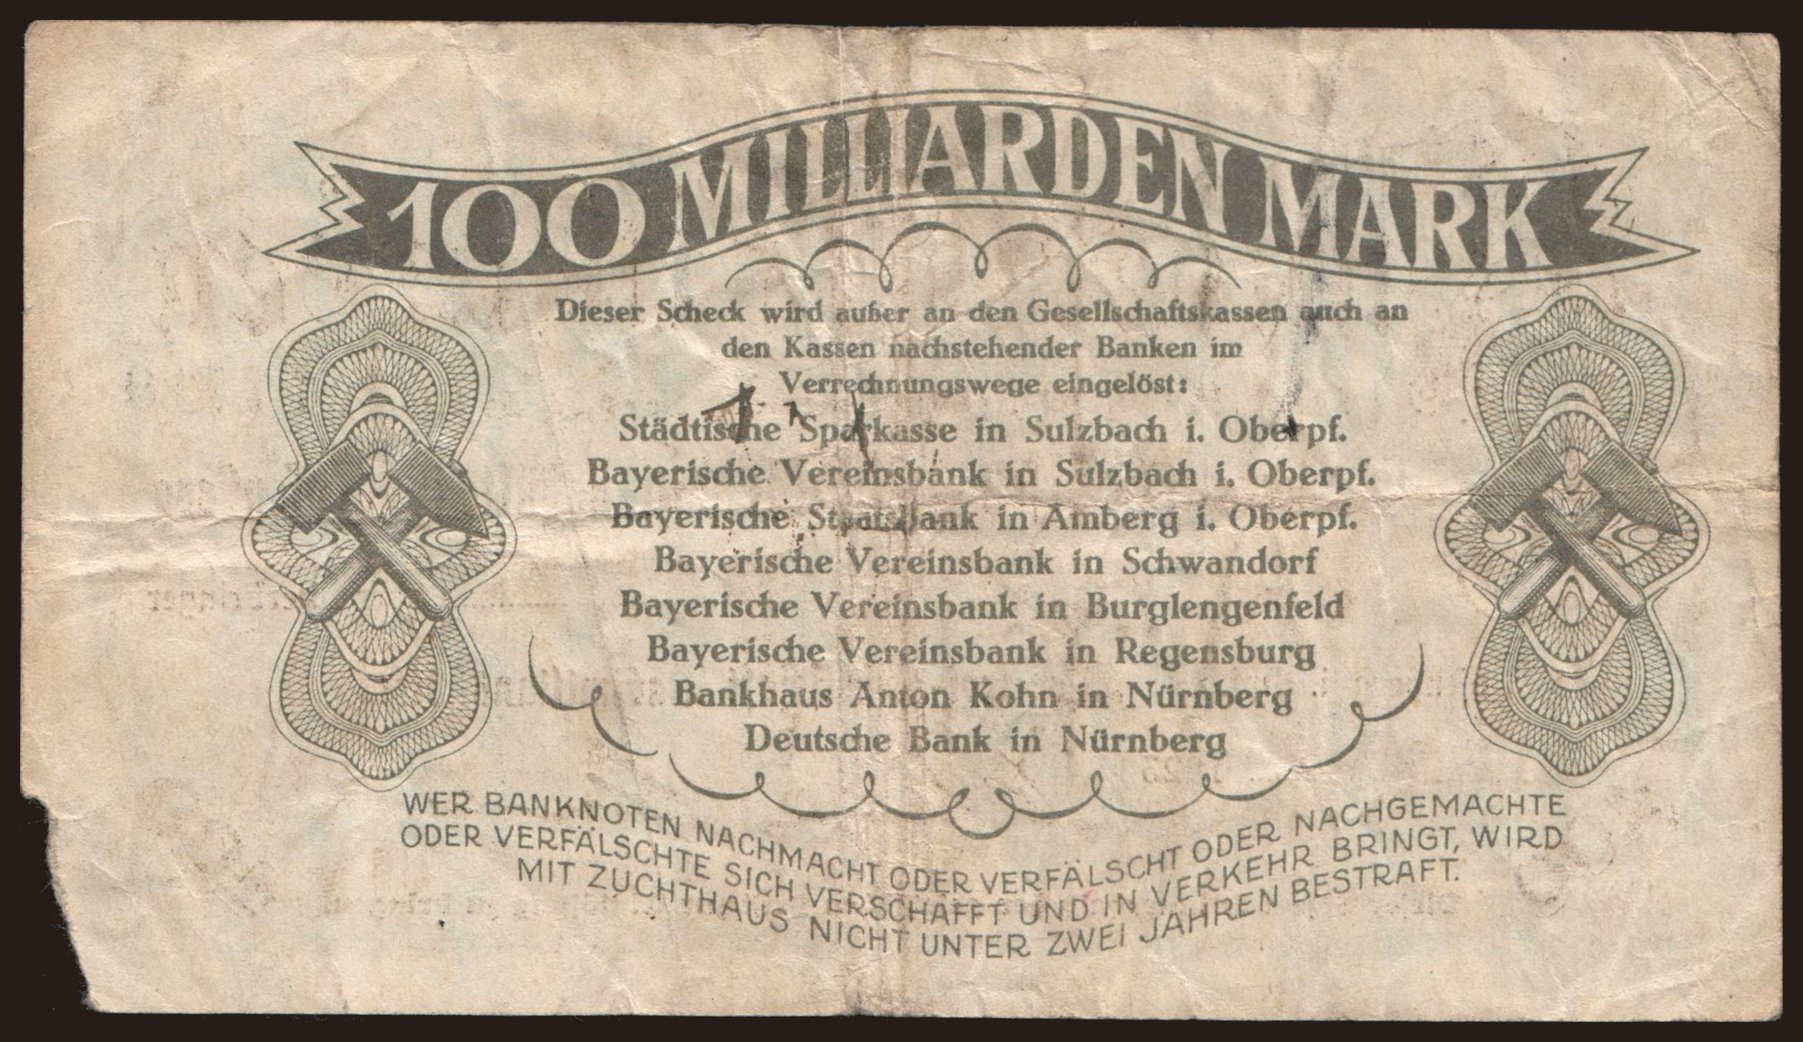 100 MILLIARDEN MARK
Dieser Scheck wird außer an den Gesellschaftskassen auch an
den Kassen nachstehender Banken im
Verrechnungswege eingelöst:
Städtische Sparkasse in Sulzbach i. Oberpf.
Bayerische Vereinsbank in Sulzbach i. Oberpf.
Bayerische Staatsbank in Amberg i. Oberpf.
Bayerische Vereinsbank in Schwandorf
Bayerische Vereinsbank in Burglengenfeld
Bayerische Vereinsbank in Regensburg
Bankhaus Anton Kohn in Nürnberg
Deutsche Bank in Nürnberg
WER BANKNOTEN NACHMACHT ODER VERFÄLSCHT ODER NACHGEMACHTE
ODER VERFÄLSCHTE SICH VERSCHAFFT UND IN VERKEHR BRINGT, WIRD
MIT ZUCHTHAUS NICHT UNTER ZWEI JAHREN BESTRAFT.